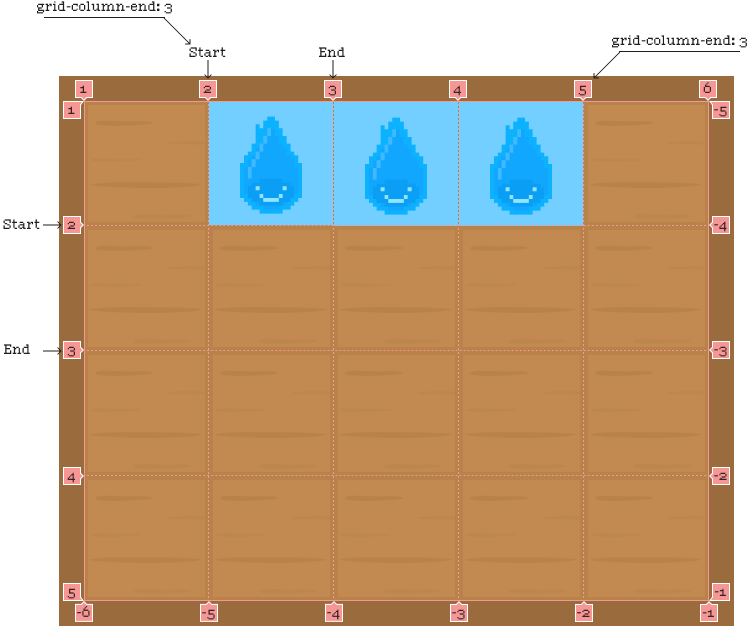 grid-column-end: 3
grid-column-end: 3
Start End
1 2 3 4 5 6
1 -5
Start 2 -4
End 3 -3
4 -2
5 -1
-6 -5 -4 -3 -2 -1